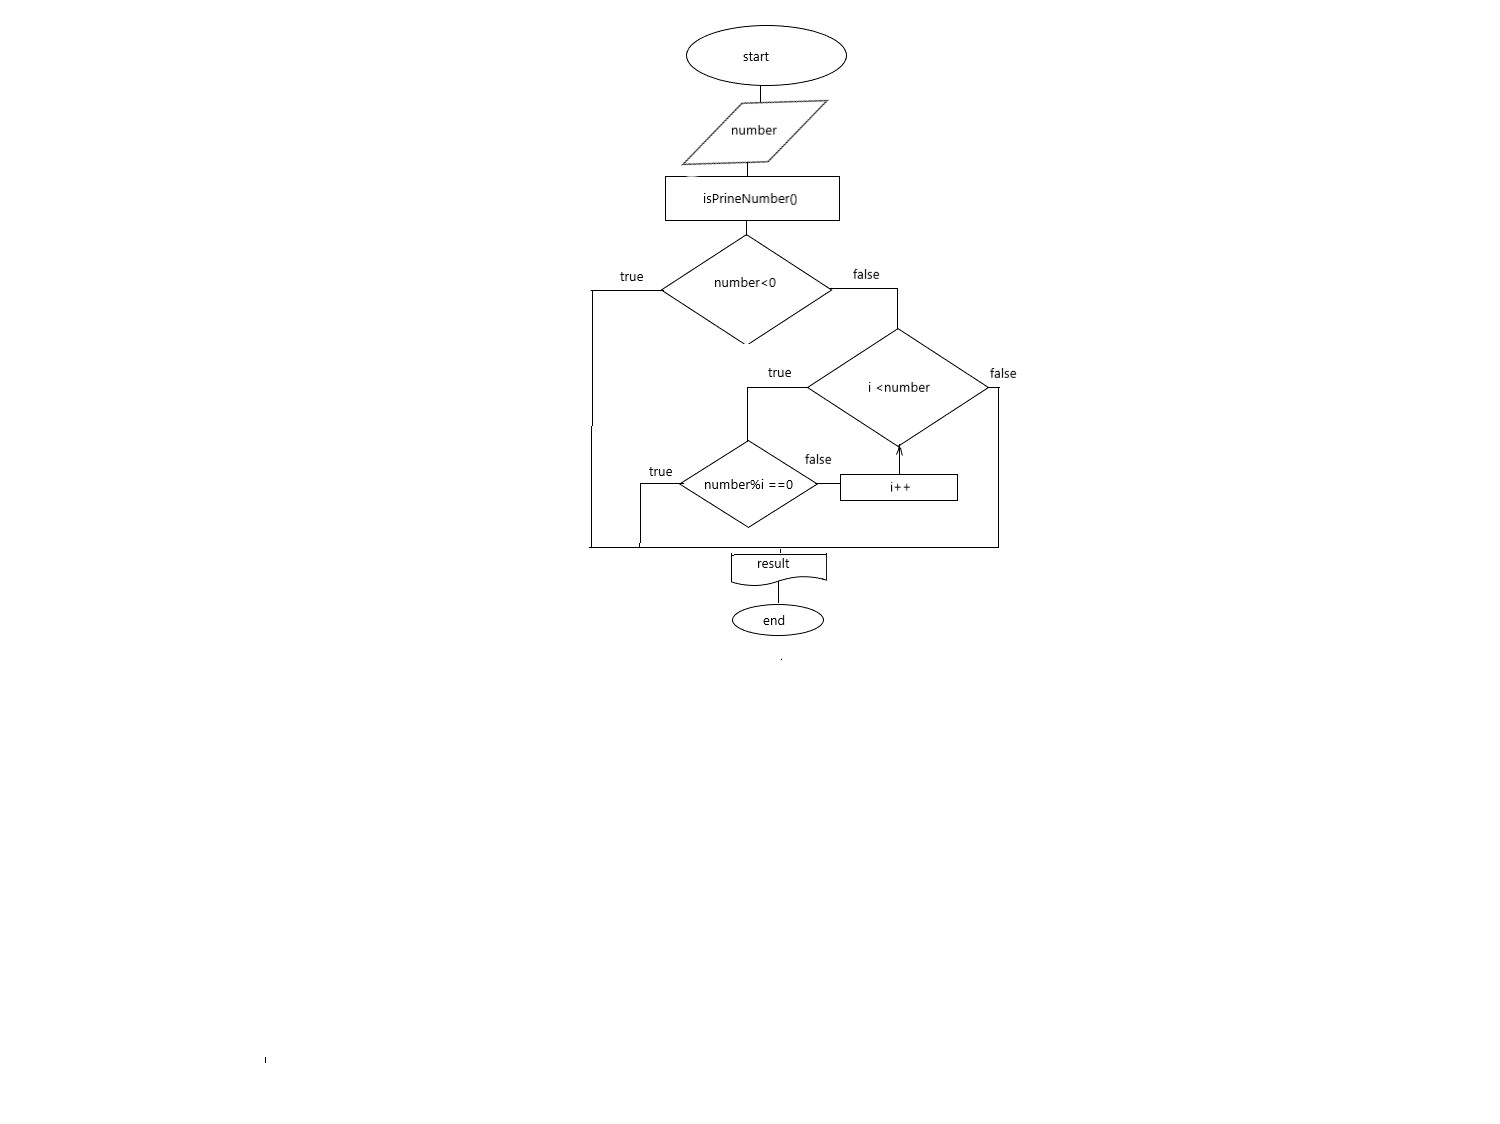 start
number
isPrineNumber()
number<0
true
false
i <number
true
false
number%i ==0
true
false
i++
result
end